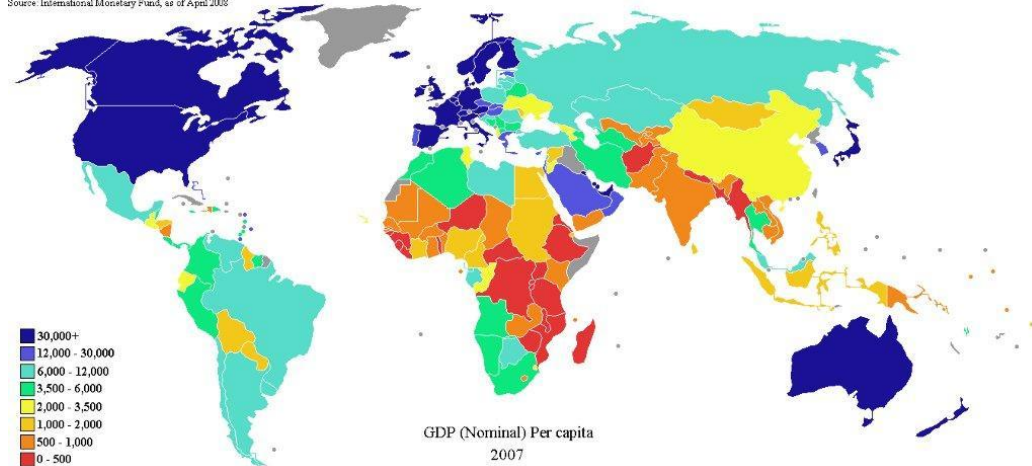 Source: International Monetary Fund, as of April 2008
30,000+
12,000 - 30,000
6,000 - 12,000
3,500 - 6,000
2,000 - 3,500
1,000 - 2,000
500 - 1,000
0 - 500
GDP (Nominal) Per capita
2007